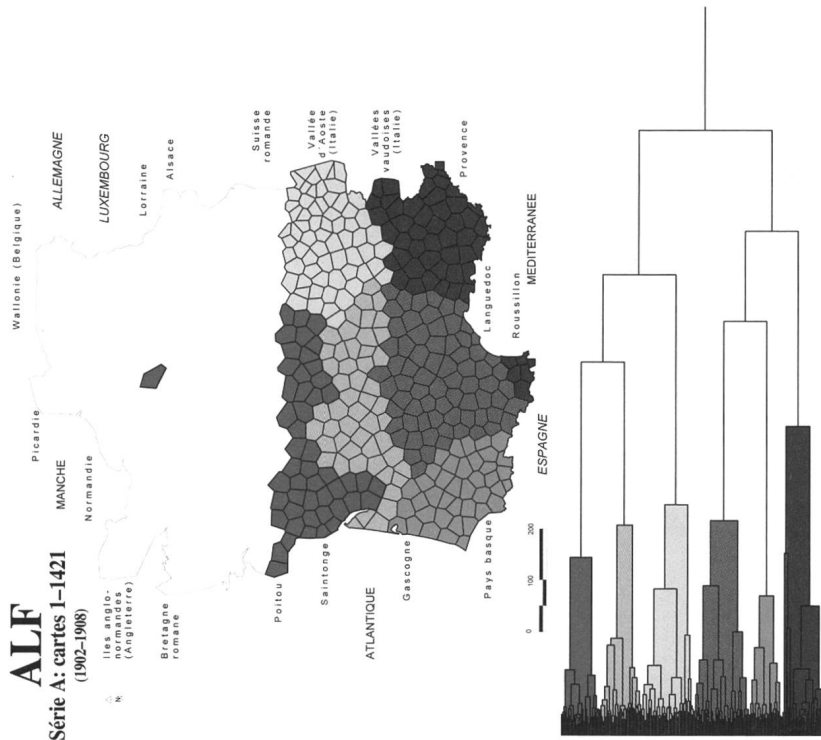 ALF
Série A: cartes 1–1421
(1902–1908)
N
Iles anglo-
normandes
(Angleterre)
Bretagne
romane
MANCHE
Normandie
Picardie
Wallonie (Belgique)
ALLEMAGNE
LUXEMBOURG
Lorraine
Alsace
Suisse
romande
Vallée
d'Aoste
(Italie)
Vallées
vaudoises
(Italie)
Provence
MEDITERRANEE
Languedoc
Roussillon
ESPAGNE
Pays basque
Gascogne
ATLANTIQUE
Saintonge
Poitou
0 100 200